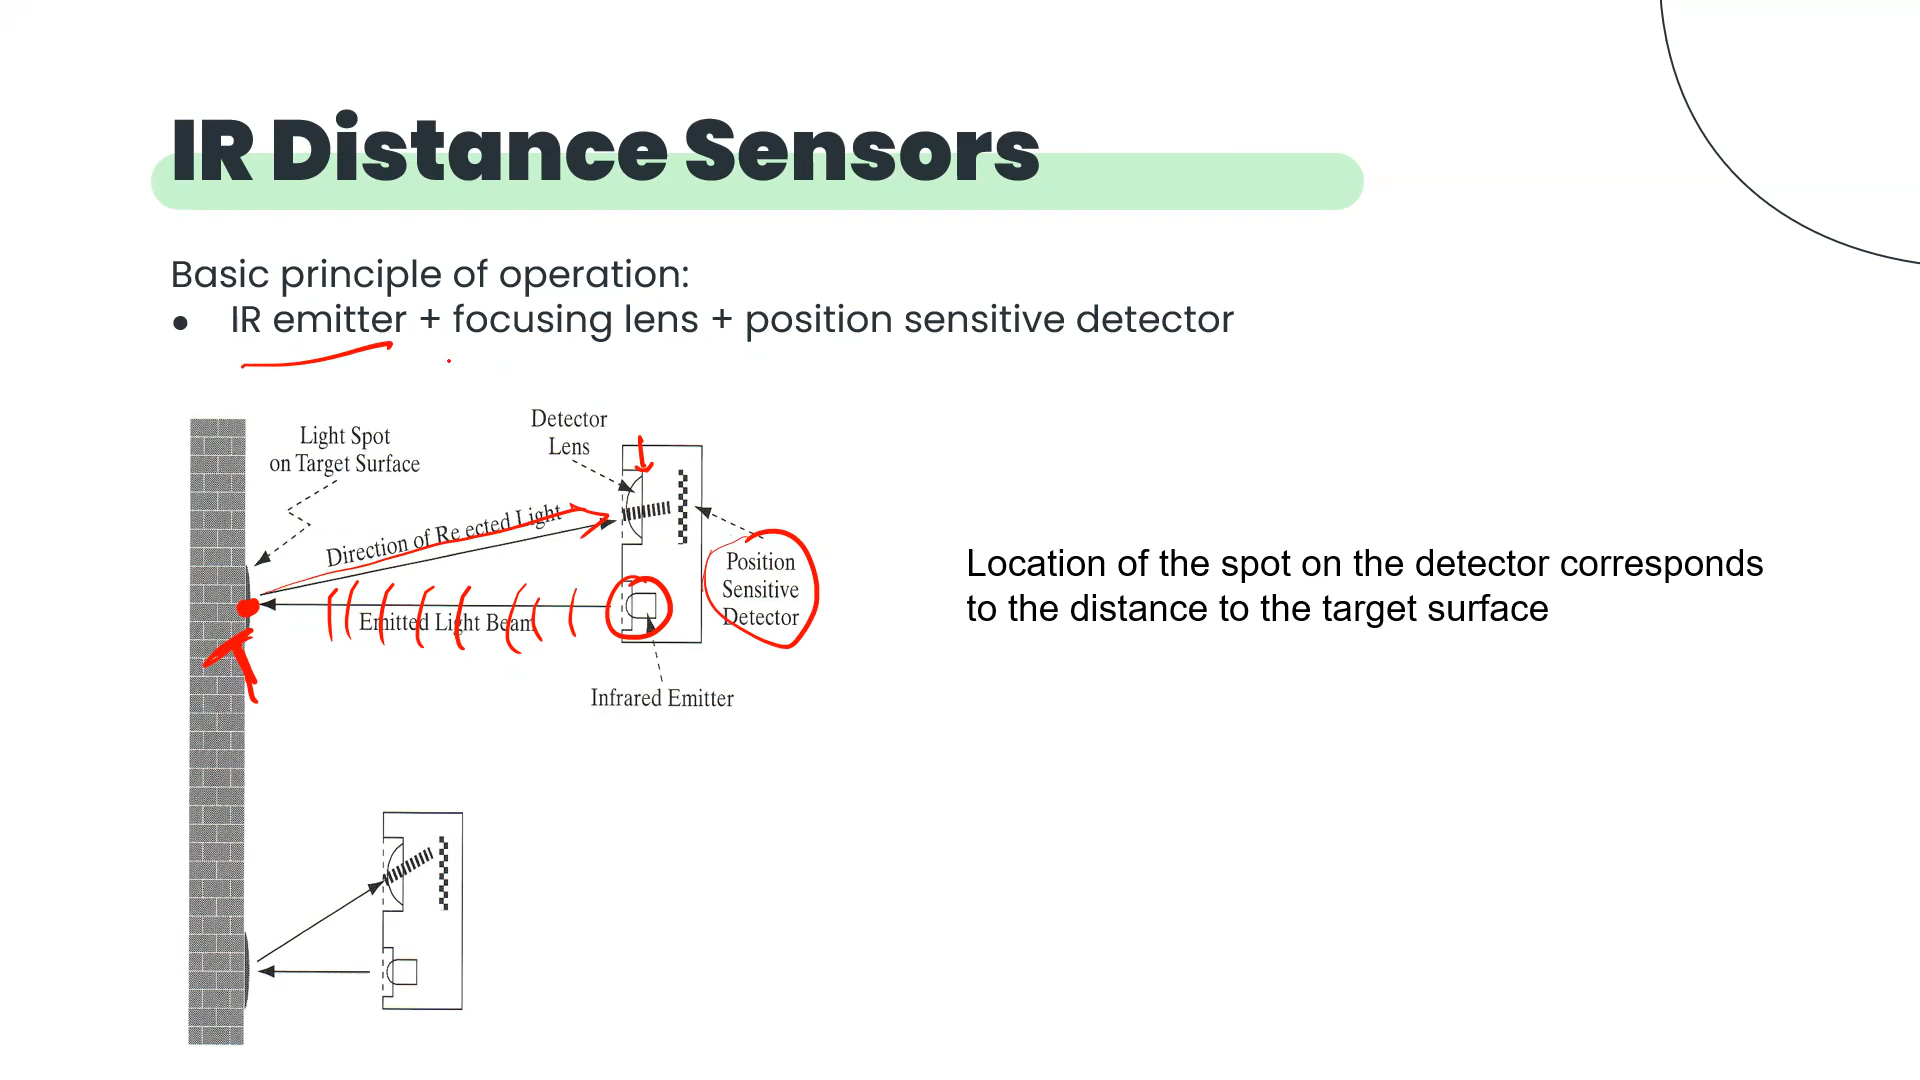 IR Distance Sensors
Basic principle of operation:
● IR emitter + focusing lens + position sensitive detector
Detector
Lens
Light Spot
on Target Surface
Direction of Re ected Light
Position
Sensitive
Detector
Emitted Light Beam
Infrared Emitter
Location of the spot on the detector corresponds
to the distance to the target surface